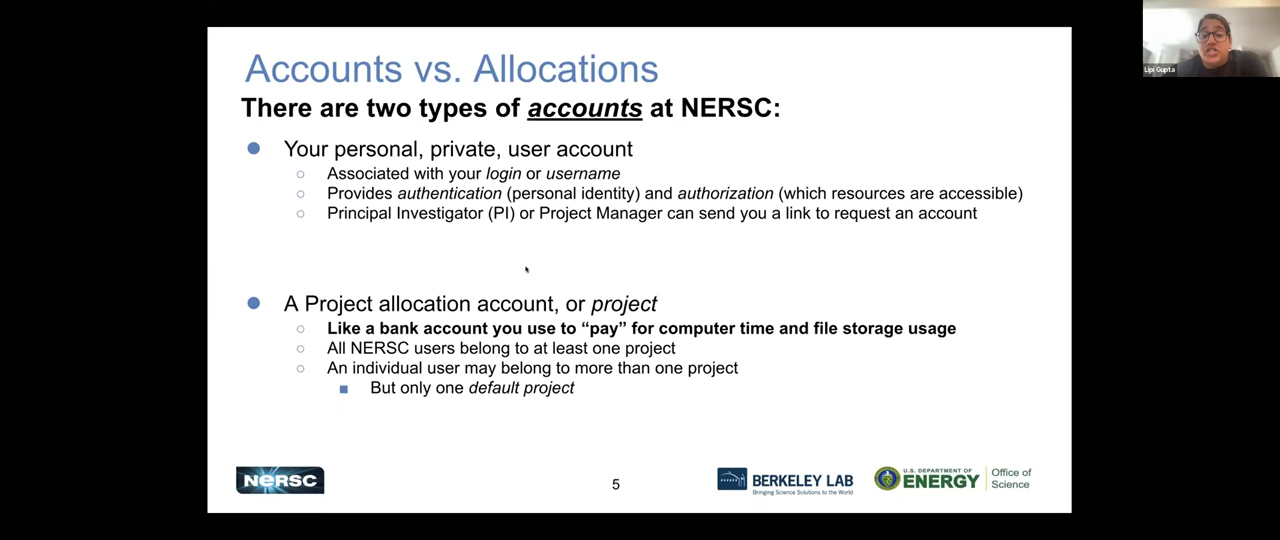 Lipi Gupta
Accounts vs. Allocations
There are two types of accounts at NERSC:
Your personal, private, user account
Associated with your login or username
Provides authentication (personal identity) and authorization (which resources are accessible)
Principal Investigator (PI) or Project Manager can send you a link to request an account
A Project allocation account, or project
Like a bank account you use to “pay” for computer time and file storage usage
All NERSC users belong to at least one project
An individual user may belong to more than one project
But only one default project
NERSC
5
BERKELEY LAB
Bringing Science Solutions to the World
U.S. DEPARTMENT OF
ENERGY
Office of
Science